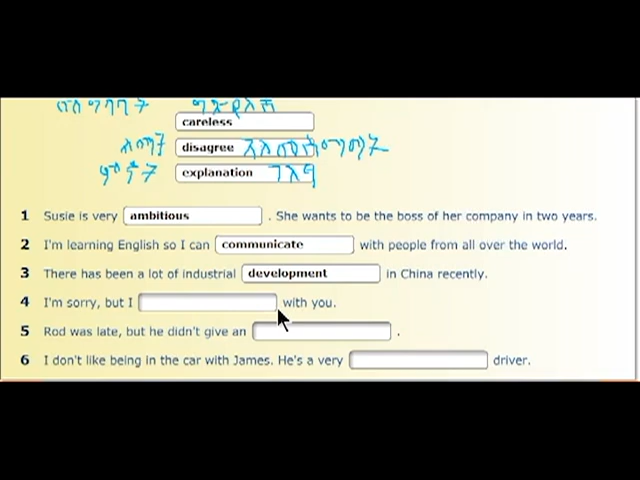 careless
disagree
explanation
1 Susie is very ambitious . She wants to be the boss of her company in two years.
2 I'm learning English so I can communicate with people from all over the world.
3 There has been a lot of industrial development in China recently.
4 I'm sorry, but I with you.
5 Rod was late, but he didn't give an .
6 I don't like being in the car with James. He's a very driver.